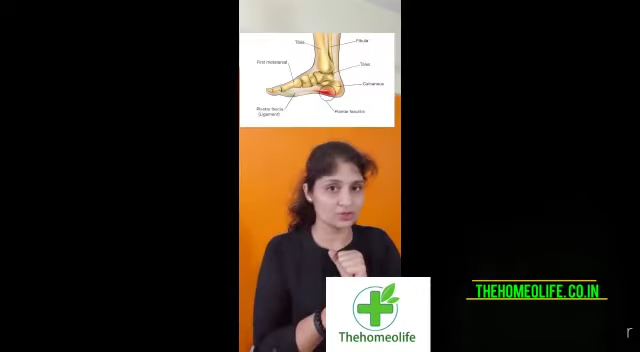 Tibia
Fibula
First metatarsal
Talus
Calcaneus
Plantar fascia
(Ligament)
Plantar fasciitis
Thehomeolife
THEHOMEOLIFE.CO.IN
r